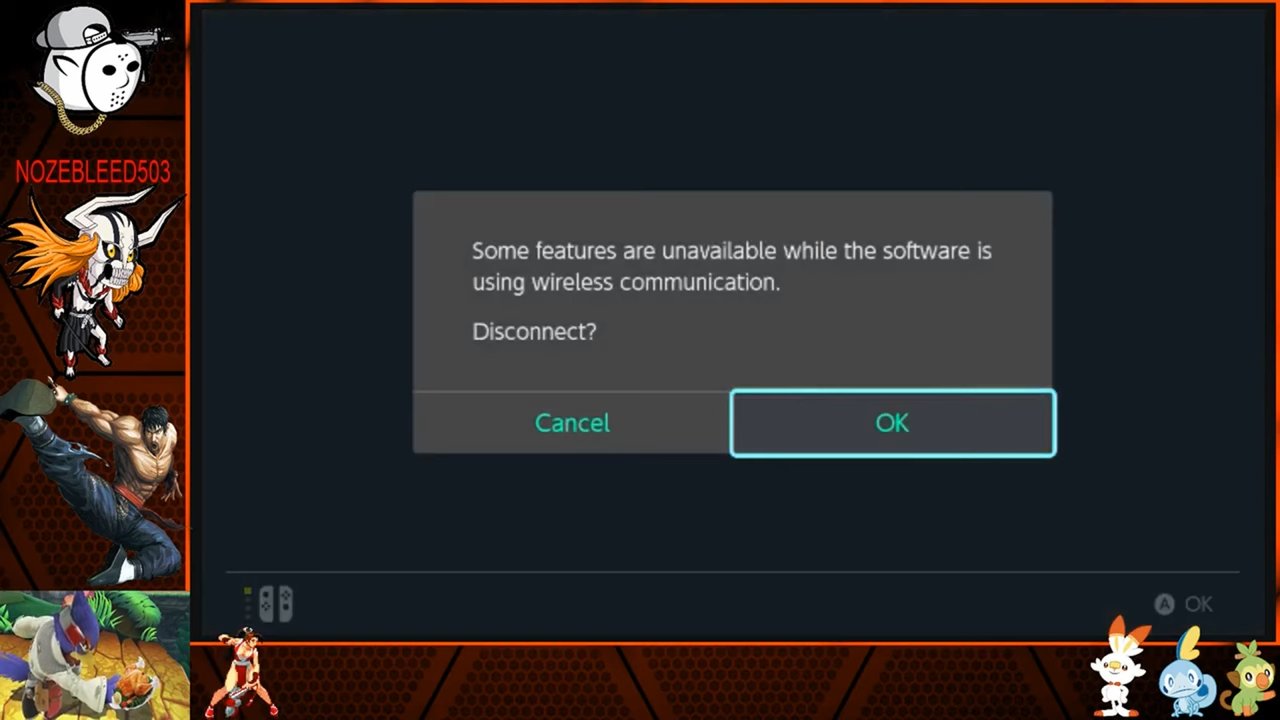 NOZEBLEED503
Some features are unavailable while the software is
using wireless communication.
Disconnect?
Cancel
OK
A OK